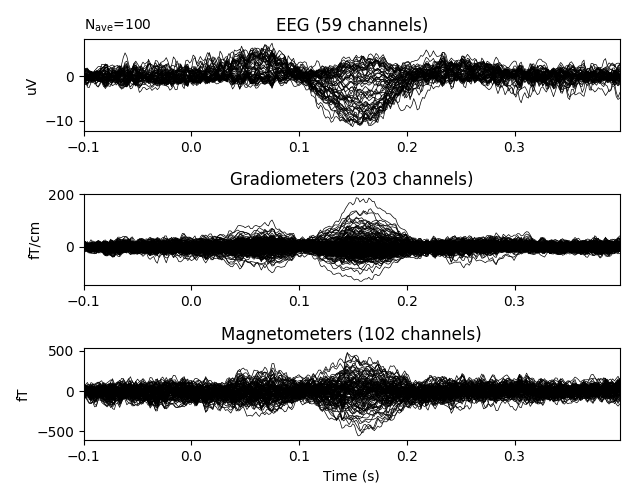 N_ave=100
EEG (59 channels)
uV
0
−10
−0.1 0.0 0.1 0.2 0.3
Gradiometers (203 channels)
fT/cm
200
0
−0.1 0.0 0.1 0.2 0.3
Magnetometers (102 channels)
fT
500
0
−500
−0.1 0.0 0.1 0.2 0.3
Time (s)